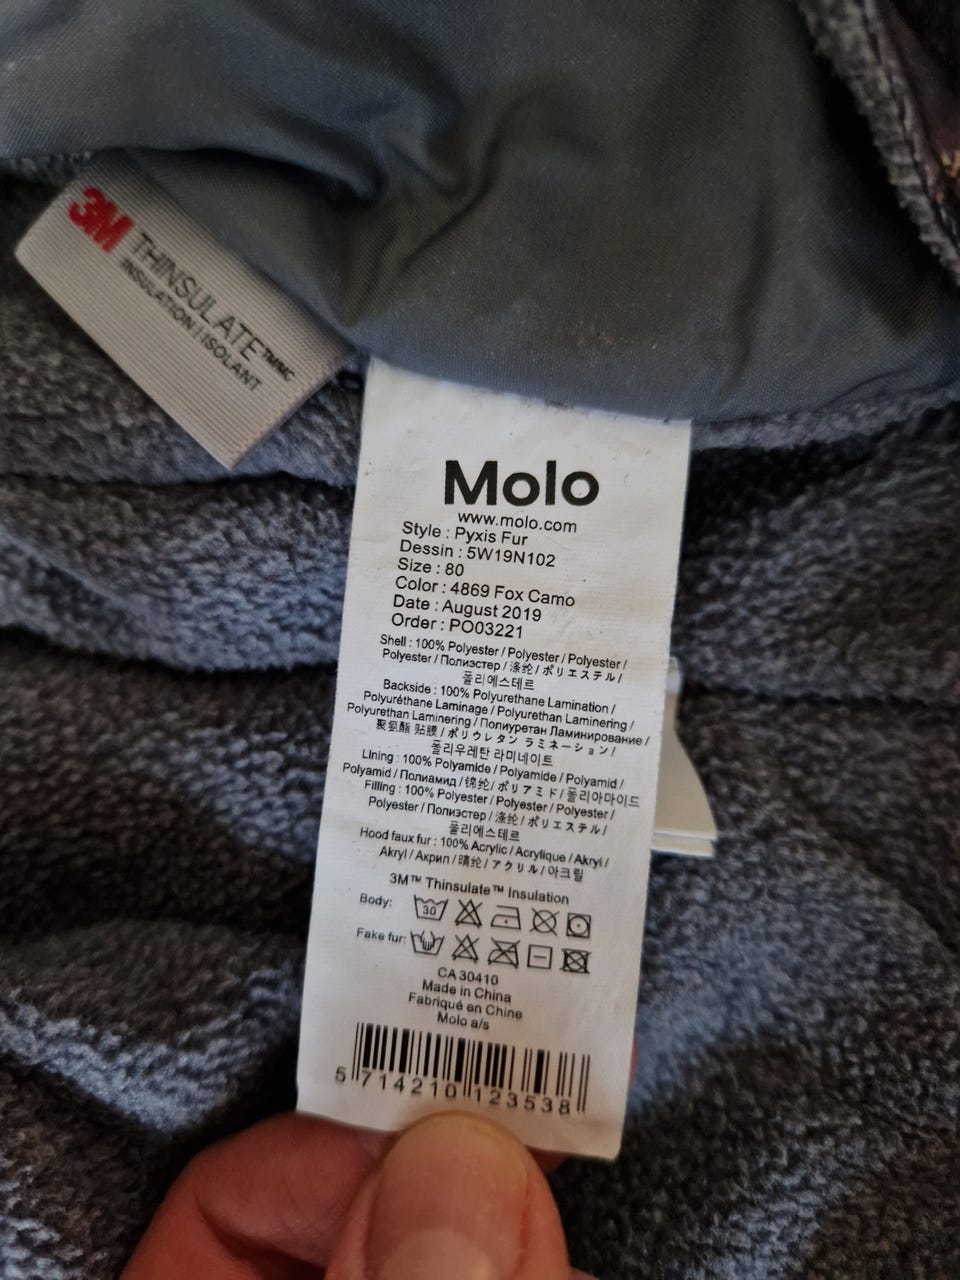 3M THINSULATE™/MC
INSULATION | ISOLANT
Molo
www.molo.com
Style : Pyxis Fur
Dessin : 5W19N102
Size : 80
Color : 4869 Fox Camo
Date : August 2019
Order : PO03221
Shell : 100% Polyester / Polyester / Polyester /
Polyester / Полиэстер / 涤纶 / ポリエステル /
폴리에스테르
Backside : 100% Polyurethane Lamination /
Polyuréthane Laminage / Polyurethan Laminering /
Polyurethan Laminering / Полиуретан Ламинирование /
聚氨酯 贴膜 / ポリウレタン ラミネーション /
폴리우레탄 라미네이트
Lining : 100% Polyamide / Polyamide / Polyamid /
Polyamid / Полиамид / 锦纶 / ポリアミド / 폴리아마이드
Filling : 100% Polyester / Polyester / Polyester /
Polyester / Полиэстер / 涤纶 / ポリエステル /
폴리에스테르
Hood faux fur : 100% Acrylic / Acrylique / Akryl /
Akryl / Акрил / 晴纶 / アクリル / 아크릴
3M™ Thinsulate™ Insulation
Body: 30
Fake fur:
CA 30410
Made in China
Fabriqué en Chine
Molo a/s
5 714210 123538